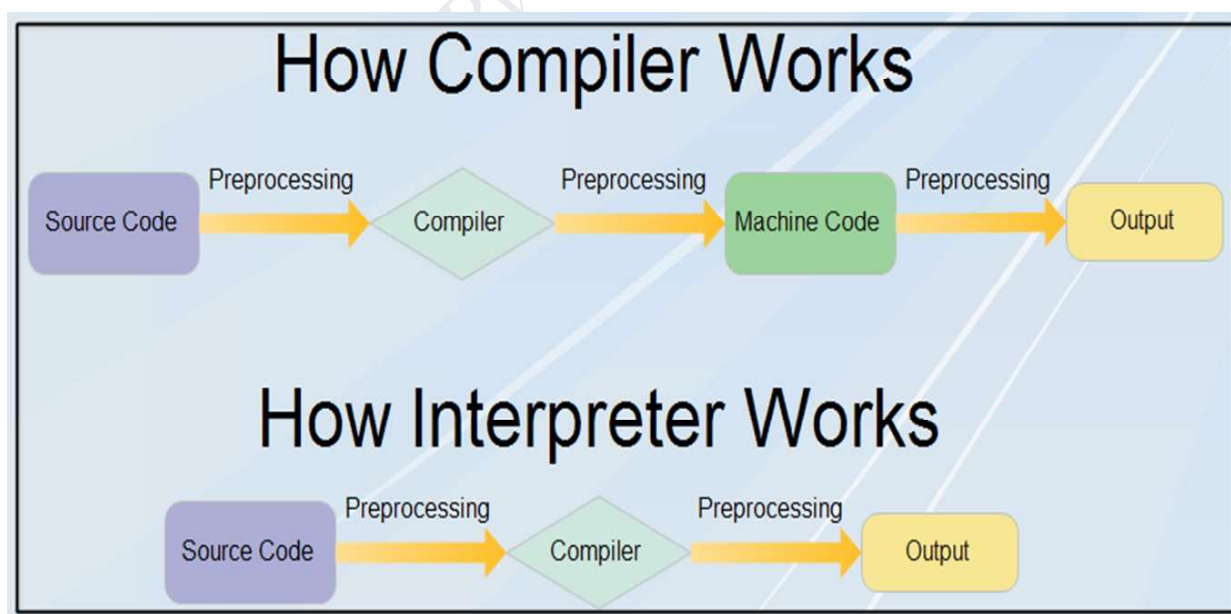 How Compiler Works
Preprocessing Preprocessing Preprocessing
Source Code Compiler Machine Code Output
How Interpreter Works
Preprocessing Preprocessing
Source Code Compiler Output